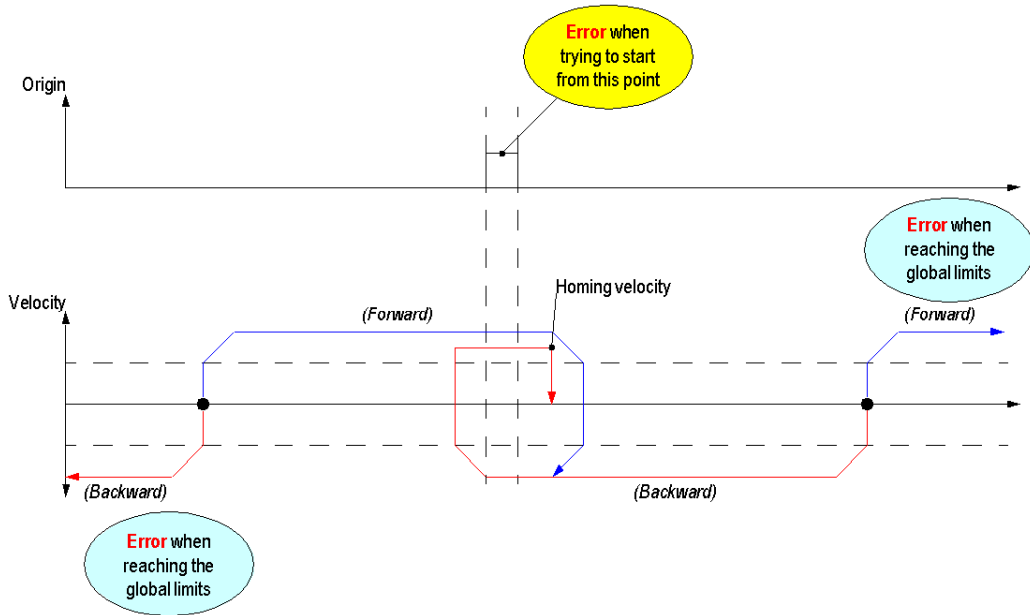 Error when
trying to start
from this point
Origin
Error when
reaching the
global limits
Homing velocity
Velocity
(Forward)
(Forward)
(Backward)
(Backward)
Error when
reaching the
global limits